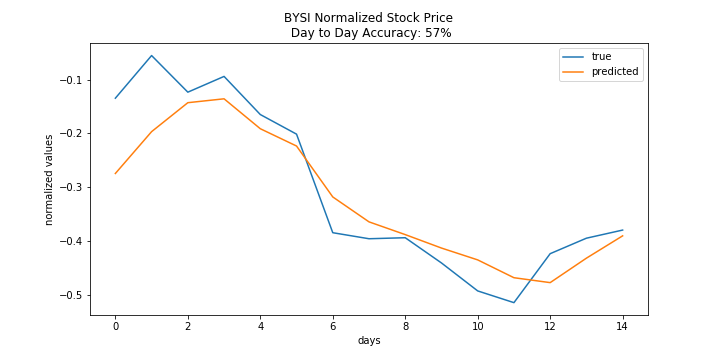 BYSI Normalized Stock Price
Day to Day Accuracy: 57%
true
predicted
normalized values
−0.1
−0.2
−0.3
−0.4
−0.5
0 2 4 6 8 10 12 14
days